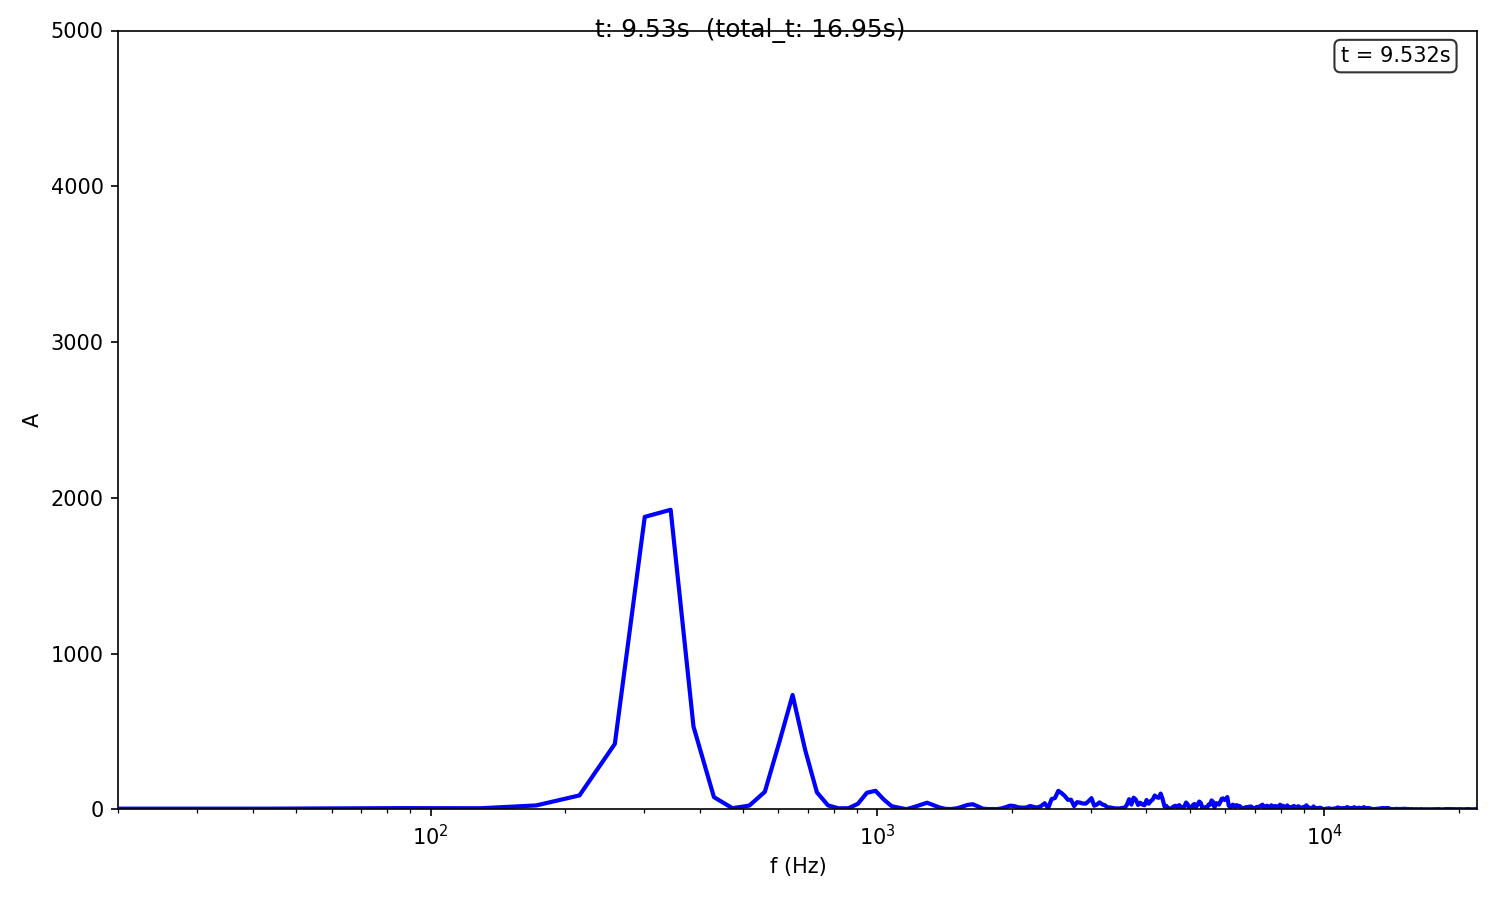 t: 9.53s  (total_t: 16.95s)
t = 9.532s
5000
4000
3000
2000
1000
0
A
10²
10³
10⁴
f (Hz)